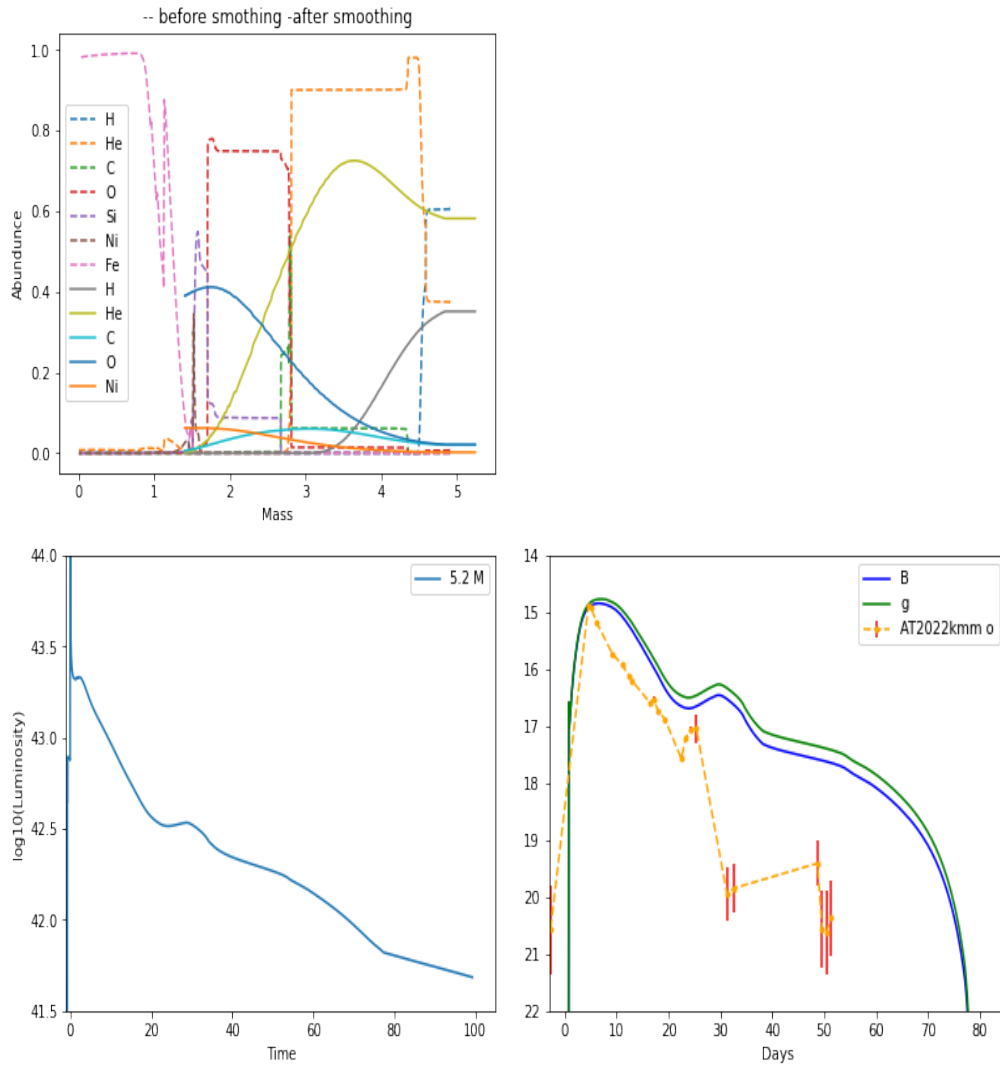 -- before smothing -after smoothing
Abundunce
1.0
0.8
0.6
0.4
0.2
0.0
H
He
C
O
Si
Ni
Fe
H
He
C
O
Ni
0 1 2 3 4 5
Mass
log10(Luminosity)
44.0
43.5
43.0
42.5
42.0
41.5
5.2 M
0 20 40 60 80 100
Time
14
15
16
17
18
19
20
21
22
B
g
AT2022kmm o
0 10 20 30 40 50 60 70 80
Days